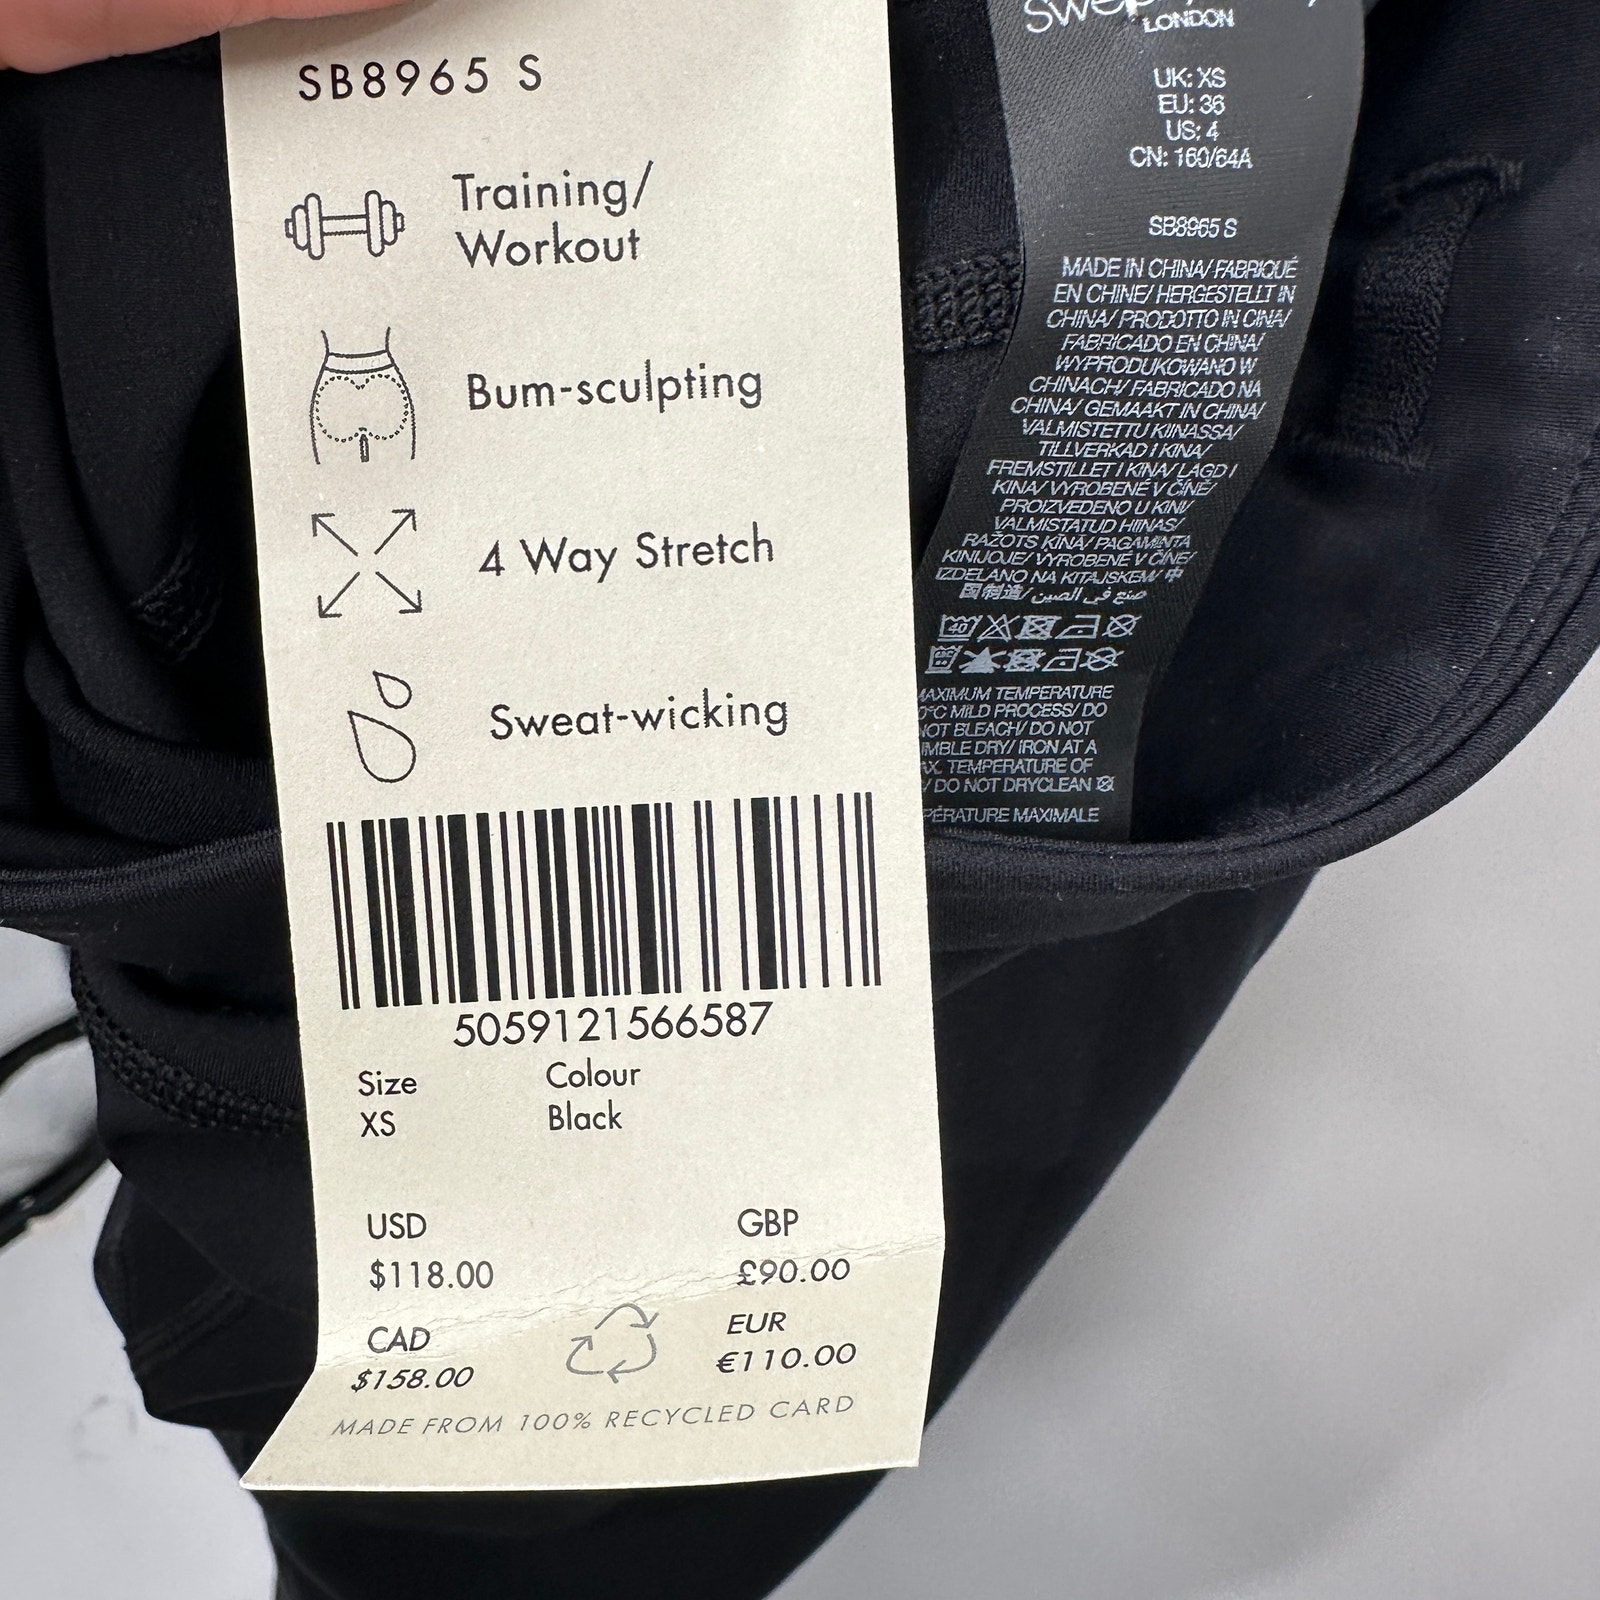 SB8965 S
Training/
Workout
Bum-sculpting
4 Way Stretch
Sweat-wicking
5059121566587
Size
XS
Colour
Black
USD
$118.00
GBP
£90.00
CAD
$158.00
EUR
€110.00
MADE FROM 100% RECYCLED CARD
LONDON
UK: XS
EU: 36
US: 4
CN: 160/64A
SB8965 S
MADE IN CHINA/ FABRIQUÉ
EN CHINE/ HERGESTELLT IN
CHINA/ PRODOTTO IN CINA/
FABRICADO EN CHINA/
WYPRODUKOWANO W
CHINACH/ FABRICADO NA
CHINA/ GEMAAKT IN CHINA/
VALMISTETTU KIINASSA/
TILLVERKAD I KINA/
FREMSTILLET I KINA/ LAGD I
KINA/ VYROBENÉ V ČÍNĚ/
PROIZVEDENO U KINI/
VALMISTATUD HIINAS/
RAŽOTS ĶĪNĀ/ PAGAMINTA
KINIJOJE/ VYROBENÉ V ČÍNE/
IZDELANO NA KITAJSKEM/ 中
国制造/ صنع في الصين
40
MAXIMUM TEMPERATURE
°C MILD PROCESS/ DO
NOT BLEACH/ DO NOT
MBLE DRY/ IRON AT A
AX. TEMPERATURE OF
/ DO NOT DRYCLEAN
PÉRATURE MAXIMALE